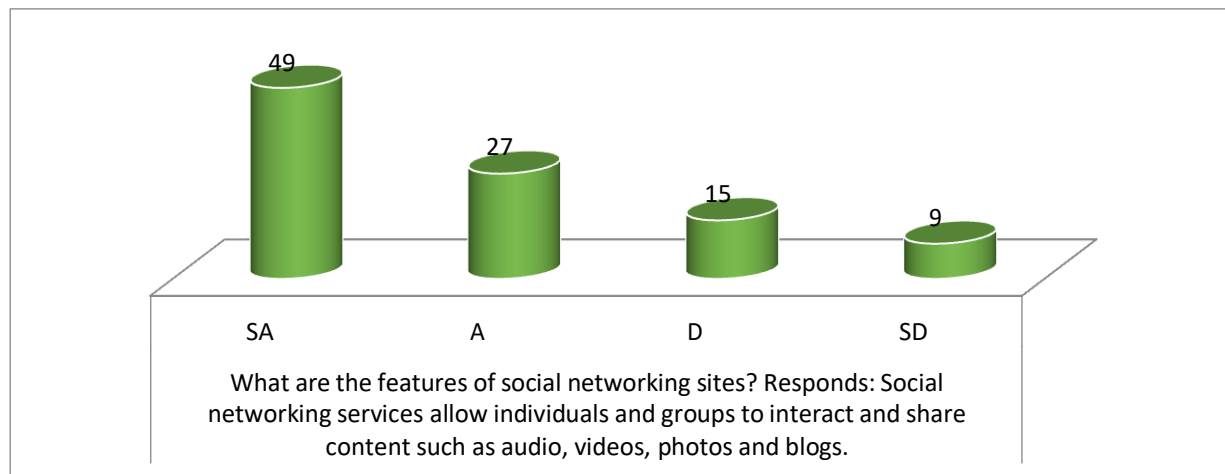 49
27
15
9
SA A D SD
What are the features of social networking sites? Responds: Social
networking services allow individuals and groups to interact and share
content such as audio, videos, photos and blogs.